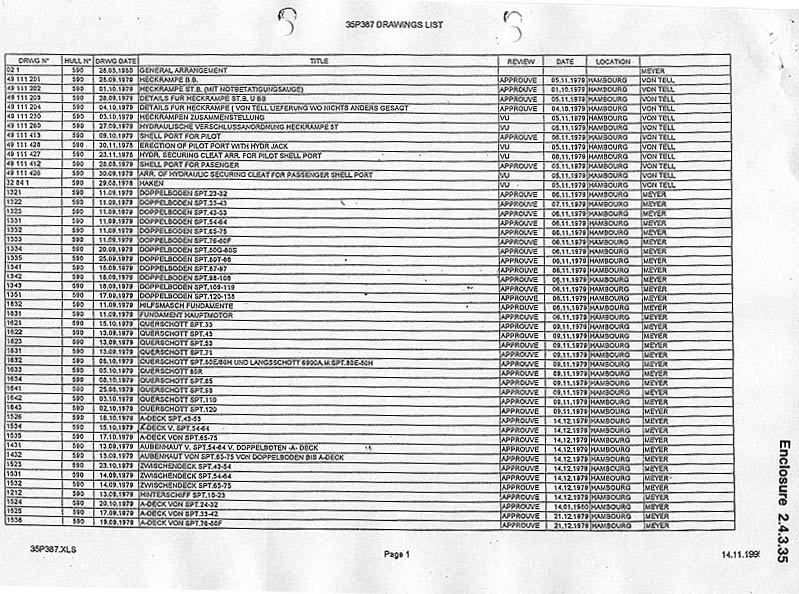 35P387 DRAWINGS LIST
DRWG N° HULL N° DRWG DATE TITLE REVIEW DATE LOCATION
02 1 590 28.03.1980 GENERAL ARRANGEMENT MEYER
49 111 201 590 28.09.1979 HECKRAMPE B.B. APPROUVE 05.11.1979 HAMBOURG VON TELL
49 111 202 590 01.10.1979 HECKRAMPE ST.B. (MIT NOTBETATIGUNGSAUGE) APPROUVE 01.10.1979 HAMBOURG VON TELL
49 111 203 590 28.09.1979 DETAILS FUR HECKRAMPE ST.B. U BB APPROUVE 05.11.1979 HAMBOURG VON TELL
49 111 204 590 04.10.1979 DETAILS FUR HECKRAMPE ( VON TELL UEFERUNG WO NICHTS ANDERS GESAGT APPROUVE 04.10.1979 HAMBOURG VON TELL
49 111 230 590 03.10.1979 HECKRAMPEN ZUSAMMENSTELLUNG VU 05.11.1979 HAMBOURG VON TELL
49 111 260 590 27.09.1979 HYDRAULISCHE VERSCHLUSSANORDNUNG HECKRAMPE ST VU 05.11.1979 HAMBOURG VON TELL
49 111 413 590 09.10.1979 SHELL PORT FOR PILOT APPROUVE 05.11.1979 HAMBOURG VON TELL
49 111 428 590 30.11.1978 ERECTION OF PILOT PORT WITH HYDR JACK VU 05.11.1979 HAMBOURG VON TELL
49 111 427 590 23.11.1978 HYDR. SECURING CLEAT ARR. FOR PILOT SHELL PORT VU 06.11.1979 HAMBOURG VON TELL
49 111 412 590 28.08.1979 SHELL PORT FOR PASENGER APPROUVE 05.11.1979 HAMBOURG VON TELL
49 111 426 590 30.09.1979 ARR. OF HYDRAULIC SECURING CLEAT FOR PASSENGER SHELL PORT VU 05.11.1979 HAMBOURG VON TELL
32 84 1 590 29.08.1978 HAKEN VU 05.11.1979 HAMBOURG VON TELL
1321 590 11.09.1979 DOPPELBODEN SPT.23-32 APPROUVE 06.11.1979 HAMBOURG MEYER
1322 590 11.09.1979 DOPPELBODEN SPT.33-43 APPROUVE 07.11.1979 HAMBOURG MEYER
1323 590 11.09.1979 DOPPELBODEN SPT.43-53 APPROUVE 06.11.1979 HAMBOURG MEYER
1331 590 11.09.1979 DOPPELBODEN SPT.54-64 APPROUVE 06.11.1979 HAMBOURG MEYER
1332 590 11.09.1979 DOPPELBODEN SPT.65-75 APPROUVE 06.11.1979 HAMBOURG MEYER
1333 590 11.09.1979 DOPPELBODEN SPT.76-80F APPROUVE 06.11.1979 HAMBOURG MEYER
1334 590 20.09.1979 DOPPELBODEN SPT.80G-80S APPROUVE 06.11.1979 HAMBOURG MEYER
1335 590 25.09.1979 DOPPELBODEN SPT.80T-86 APPROUVE 06.11.1979 HAMBOURG MEYER
1341 590 18.09.1979 DOPPELBODEN SPT.87-97 APPROUVE 06.11.1979 HAMBOURG MEYER
1342 590 18.09.1979 DOPPELBODEN SPT.98-108 APPROUVE 06.11.1979 HAMBOURG MEYER
1343 590 18.09.1979 DOPPELBODEN SPT.109-119 APPROUVE 06.11.1979 HAMBOURG MEYER
1351 590 17.09.1979 DOPPELBODEN SPT.120-138 APPROUVE 06.11.1979 HAMBOURG MEYER
1832 590 11.09.1979 HILFSMASCH FUNDAMENTE APPROUVE 06.11.1979 HAMBOURG MEYER
1831 590 11.09.1979 FUNDAMENT HAUPTMOTOR APPROUVE 06.11.1979 HAMBOURG MEYER
1621 590 15.10.1979 QUERSCHOTT SPT.33 APPROUVE 09.11.1979 HAMBOURG MEYER
1622 590 13.09.1979 QUERSCHOTT SPT.43 APPROUVE 09.11.1979 HAMBOURG MEYER
1623 590 13.09.1979 QUERSCHOTT SPT.53 APPROUVE 09.11.1979 HAMBOURG MEYER
1631 590 13.09.1979 QUERSCHOTT SPT.71 APPROUVE 09.11.1979 HAMBOURG MEYER
1632 590 08.10.1979 QUERSCHOTT SPT.80E/80H UND LANGSSCHOTT 6900A.M SPT.80E-80H APPROUVE 09.11.1979 HAMBOURG MEYER
1633 590 05.10.1979 QUERSCHOTT 80R APPROUVE 09.11.1979 HAMBOURG MEYER
1634 590 08.10.1979 QUERSCHOTT SPT.85 APPROUVE 09.11.1979 HAMBOURG MEYER
1641 590 25.09.1979 QUERSCHOTT SPT.93 APPROUVE 09.11.1979 HAMBOURG MEYER
1642 590 03.10.1979 QUERSCHOTT SPT.110 APPROUVE 09.11.1979 HAMBOURG MEYER
1643 590 02.10.1979 QUERSCHOTT SPT.120 APPROUVE 09.11.1979 HAMBOURG MEYER
1526 590 18.10.1979 A-DECK SPT.43-53 APPROUVE 14.12.1979 HAMBOURG MEYER
1534 590 15.10.1979 A-DECK V. SPT.54-64 APPROUVE 14.12.1979 HAMBOURG MEYER
1535 590 17.10.1979 A-DECK VON SPT.65-75 APPROUVE 14.12.1979 HAMBOURG MEYER
1431 590 13.09.1979 AUBENHAUT V. SPT.54-64 V. DOPPELBOTEN -A- DECK APPROUVE 14.12.1979 HAMBOURG MEYER
1432 590 13.09.1979 AUBENHAUT VON SPT.65-75 VON DOPPELBODEN BIS A-DECK APPROUVE 14.12.1979 HAMBOURG MEYER
1523 590 23.10.1979 ZWISCHENDECK SPT.43-54 APPROUVE 14.12.1979 HAMBOURG MEYER
1531 590 14.09.1979 ZWISCHENDECK SPT.54-64 APPROUVE 14.12.1979 HAMBOURG MEYER
1532 590 14.09.1979 ZWISCHENDECK SPT.65-75 APPROUVE 14.12.1979 HAMBOURG MEYER
1212 590 13.09.1979 HINTERSCHIFF SPT.10-23 APPROUVE 14.12.1979 HAMBOURG MEYER
1524 590 20.10.1979 A-DECK VON SPT.24-32 APPROUVE 14.01.1980 HAMBOURG MEYER
1525 590 17.09.1979 A-DECK VON SPT.33-42 APPROUVE 21.12.1979 HAMBOURG MEYER
1536 590 19.09.1979 A-DECK VON SPT.76-80F APPROUVE 21.12.1979 HAMBOURG MEYER
35P387.XLS Page 1 14.11.199
Enclosure 2.4.3.35